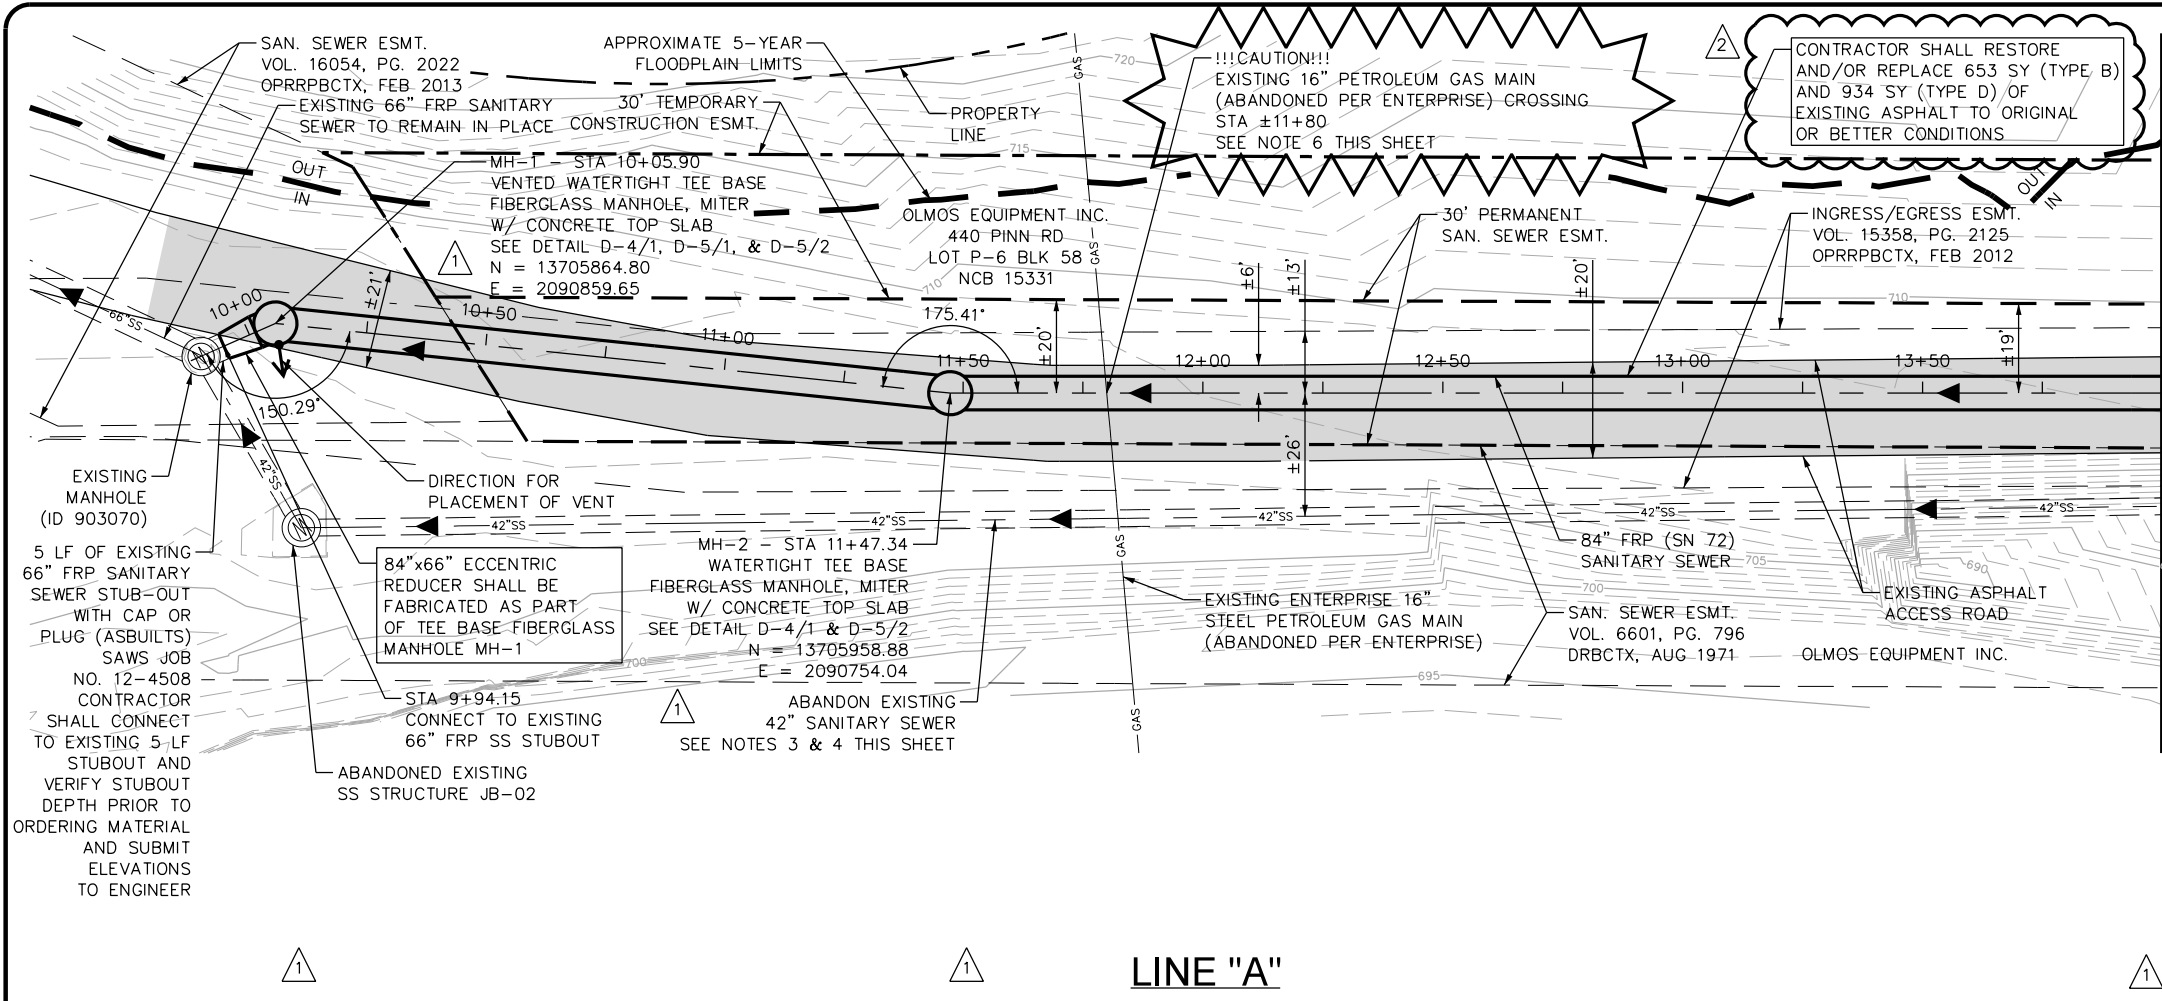 SAN. SEWER ESMT.
VOL. 16054, PG. 2022
OPRRPBCTX, FEB 2013
EXISTING 66" FRP SANITARY
SEWER TO REMAIN IN PLACE
APPROXIMATE 5-YEAR
FLOODPLAIN LIMITS
30' TEMPORARY
CONSTRUCTION ESMT.
PROPERTY
LINE
GAS
720
715
!!!CAUTION!!!
EXISTING 16" PETROLEUM GAS MAIN
(ABANDONED PER ENTERPRISE) CROSSING
STA ±11+80
SEE NOTE 6 THIS SHEET
2
CONTRACTOR SHALL RESTORE
AND/OR REPLACE 653 SY (TYPE B)
AND 934 SY (TYPE D) OF
EXISTING ASPHALT TO ORIGINAL
OR BETTER CONDITIONS
OUT
IN
OUT
IN
MH-1 - STA 10+05.90
VENTED WATERTIGHT TEE BASE
FIBERGLASS MANHOLE, MITER
W/ CONCRETE TOP SLAB
SEE DETAIL D-4/1, D-5/1, & D-5/2
N = 13705864.80
E = 2090859.65
1
OLMOS EQUIPMENT INC.
440 PINN RD
LOT P-6 BLK 58
NCB 15331
GAS
710
30' PERMANENT
SAN. SEWER ESMT.
INGRESS/EGRESS ESMT.
VOL. 15358, PG. 2125
OPRRPBCTX, FEB 2012
710
±21'
±20'
±6'
±13'
±20'
±19'
±26'
66"SS
10+00
10+50
11+00
11+50
12+00
12+50
13+00
13+50
175.41°
150.29°
42"SS
42"SS
42"SS
42"SS
42"SS
42"SS
EXISTING
MANHOLE
(ID 903070)
DIRECTION FOR
PLACEMENT OF VENT
5 LF OF EXISTING
66" FRP SANITARY
SEWER STUB-OUT
WITH CAP OR
PLUG (ASBUILTS)
SAWS JOB
NO. 12-4508
CONTRACTOR
SHALL CONNECT
TO EXISTING 5 LF
STUBOUT AND
VERIFY STUBOUT
DEPTH PRIOR TO
ORDERING MATERIAL
AND SUBMIT
ELEVATIONS
TO ENGINEER
84"x66" ECCENTRIC
REDUCER SHALL BE
FABRICATED AS PART
OF TEE BASE FIBERGLASS
MANHOLE MH-1
700
STA 9+94.15
CONNECT TO EXISTING
66" FRP SS STUBOUT
ABANDONED EXISTING
SS STRUCTURE JB-02
MH-2 - STA 11+47.34
WATERTIGHT TEE BASE
FIBERGLASS MANHOLE, MITER
W/ CONCRETE TOP SLAB
SEE DETAIL D-4/1 & D-5/2
N = 13705958.88
E = 2090754.04
1
ABANDON EXISTING
42" SANITARY SEWER
SEE NOTES 3 & 4 THIS SHEET
GAS
GAS
EXISTING ENTERPRISE 16"
STEEL PETROLEUM GAS MAIN
(ABANDONED PER ENTERPRISE)
695
84" FRP (SN 72)
SANITARY SEWER
705
700
690
SAN. SEWER ESMT.
VOL. 6601, PG. 796
DRBCTX, AUG 1971
EXISTING ASPHALT
ACCESS ROAD
OLMOS EQUIPMENT INC.
1
1
LINE "A"
1